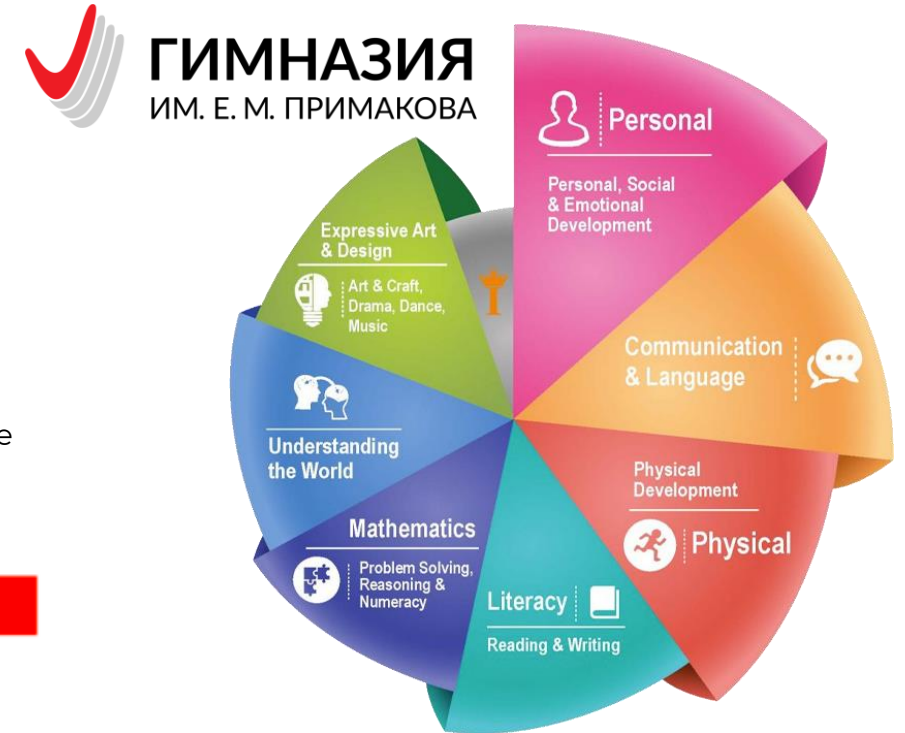 ГИМНАЗИЯ
ИМ. Е. М. ПРИМАКОВА
Personal
Personal, Social
& Emotional
Development
Communication
& Language
Physical
Development
Physical
Literacy
Reading & Writing
Mathematics
Problem Solving,
Reasoning &
Numeracy
Understanding
the World
Expressive Art
& Design
Art & Craft,
Drama, Dance,
Music
e